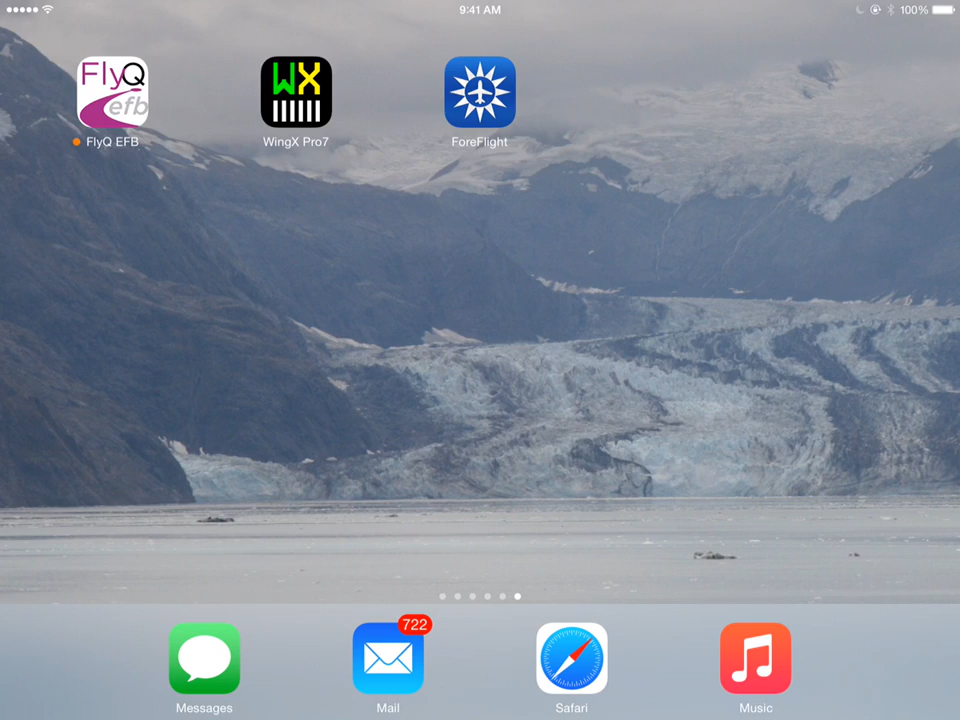 9:41 AM
100%
FlyQ
efb
WX
FlyQ EFB
WingX Pro7
ForeFlight
722
Messages
Mail
Safari
Music